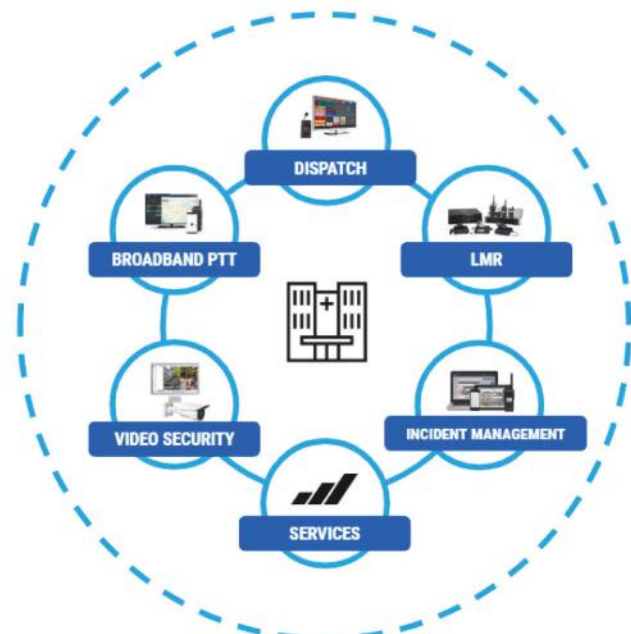 DISPATCH
BROADBAND PTT
LMR
VIDEO SECURITY
INCIDENT MANAGEMENT
SERVICES